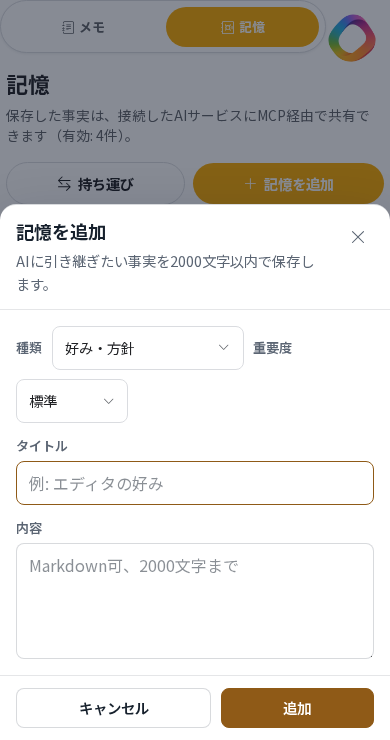 メモ
記憶
記憶
保存した事実は、接続したAIサービスにMCP経由で共有で
きます（有効: 4件）。
持ち運び
記憶を追加
記憶を追加
AIに引き継ぎたい事実を2000文字以内で保存し
ます。
種類
好み・方針
重要度
標準
タイトル
例: エディタの好み
内容
Markdown可、2000文字まで
キャンセル
追加